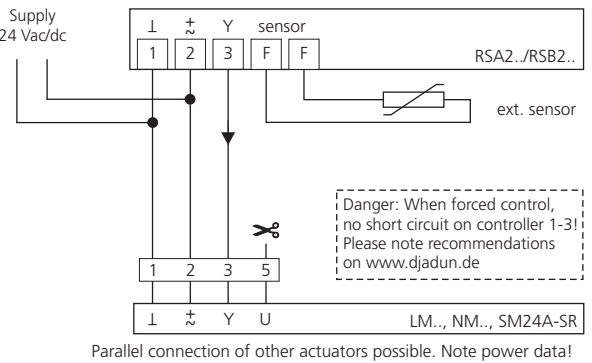 Supply
24 Vac/dc
⊥ ± ~ Y sensor
1 2 3 F F
RSA2../RSB2..
ext. sensor
Danger: When forced control,
no short circuit on controller 1-3!
Please note recommendations
on www.djadun.de
1 2 3 5
⊥ ± ~ Y U
LM.., NM.., SM24A-SR
Parallel connection of other actuators possible. Note power data!